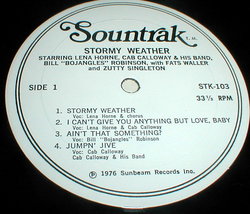 Sountrak T.M.
STORMY WEATHER
STARRING LENA HORNE, CAB CALLOWAY & HIS BAND,
BILL "BOJANGLES" ROBINSON, with FATS WALLER
and ZUTTY SINGLETON
SIDE 1
STK-103
33⅓ RPM
1 STORMY WEATHER
Voc: Lena Horne & chorus
2 I CAN'T GIVE YOU ANYTHING BUT LOVE, BABY
Voc: Lena Horne & Cab Calloway
3 AIN'T THAT SOMETHING?
Voc: Bill "Bojangles" Robinson
4 JUMPN' JIVE
Voc: Cab Calloway
Cab Calloway & His Band
© 1976 Sunbeam Records Inc.